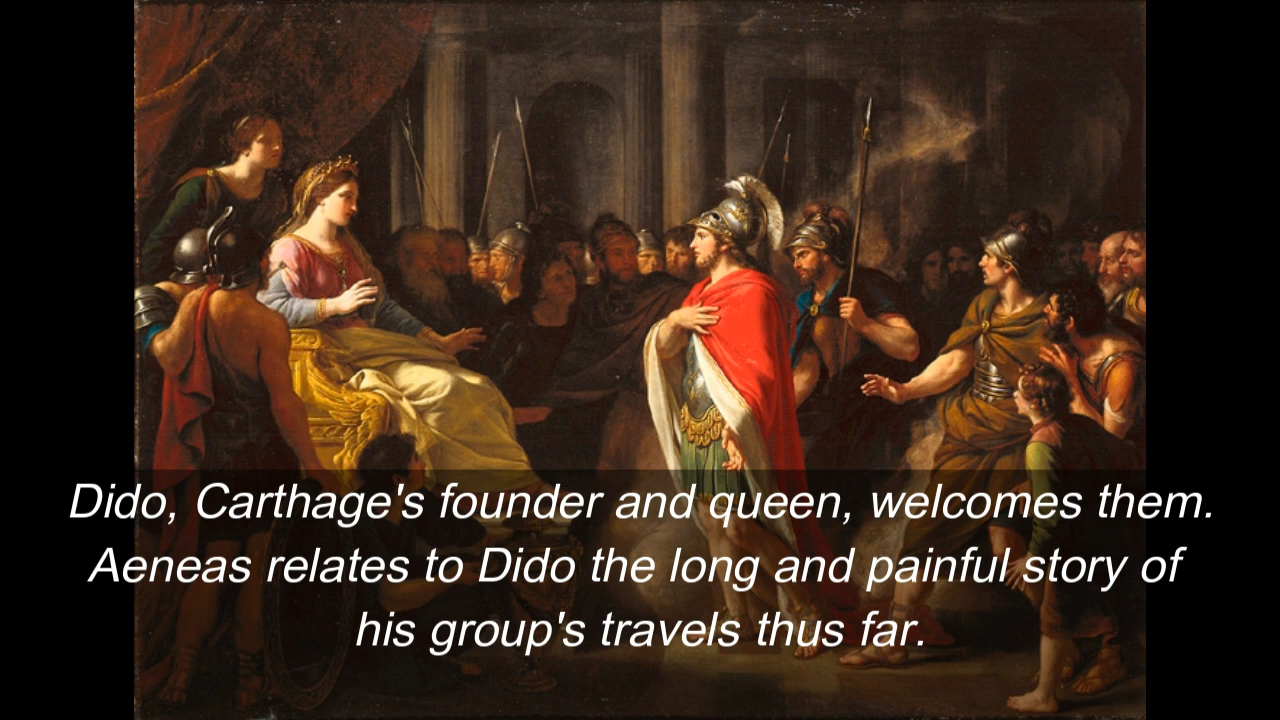 Dido, Carthage's founder and queen, welcomes them.
Aeneas relates to Dido the long and painful story of
his group's travels thus far.